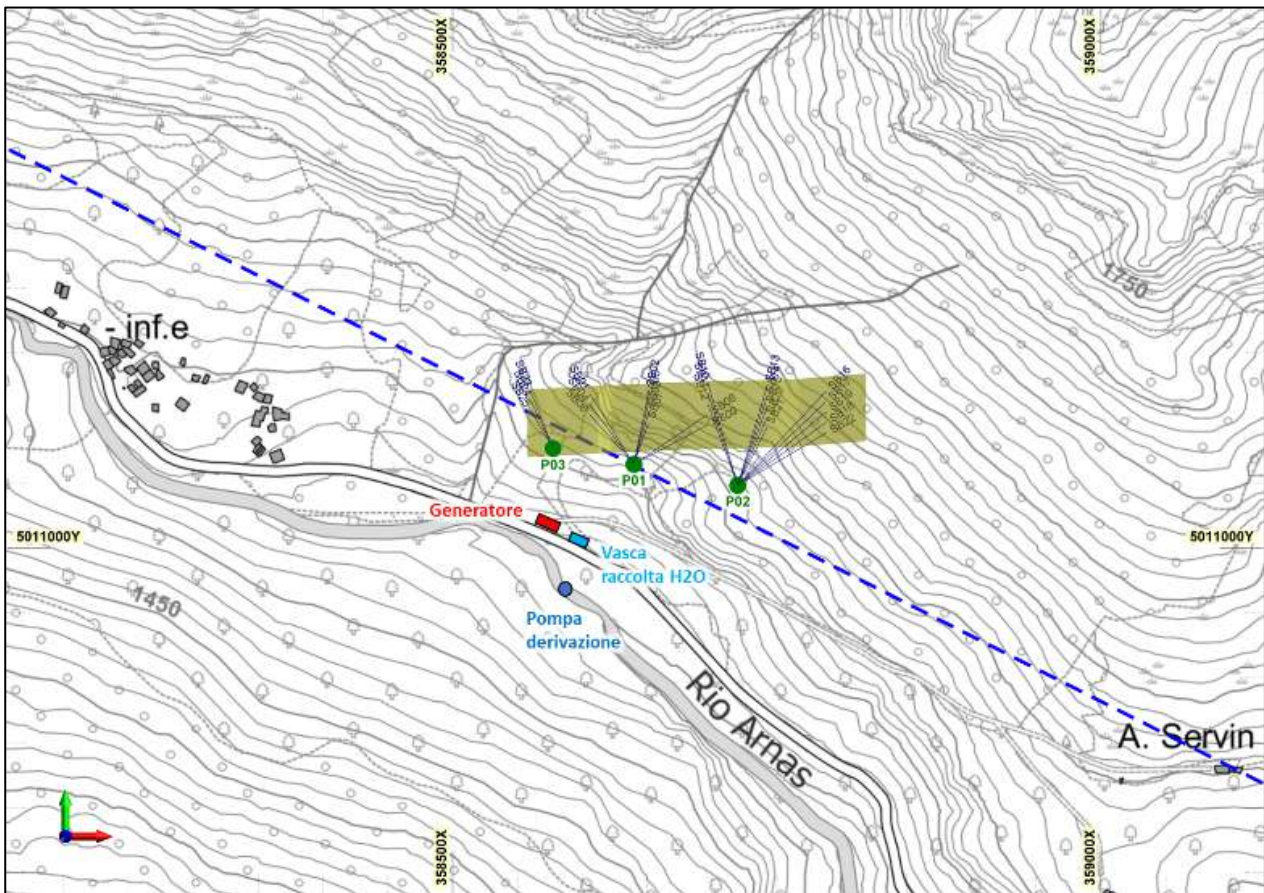 358500X
359000X
1750
- inf.e
P03
P01
P02
Generatore
Vasca
raccolta H2O
5011000Y
5011000Y
Pompa
derivazione
1450
Rio Arnas
A. Servin
358500X
359000X